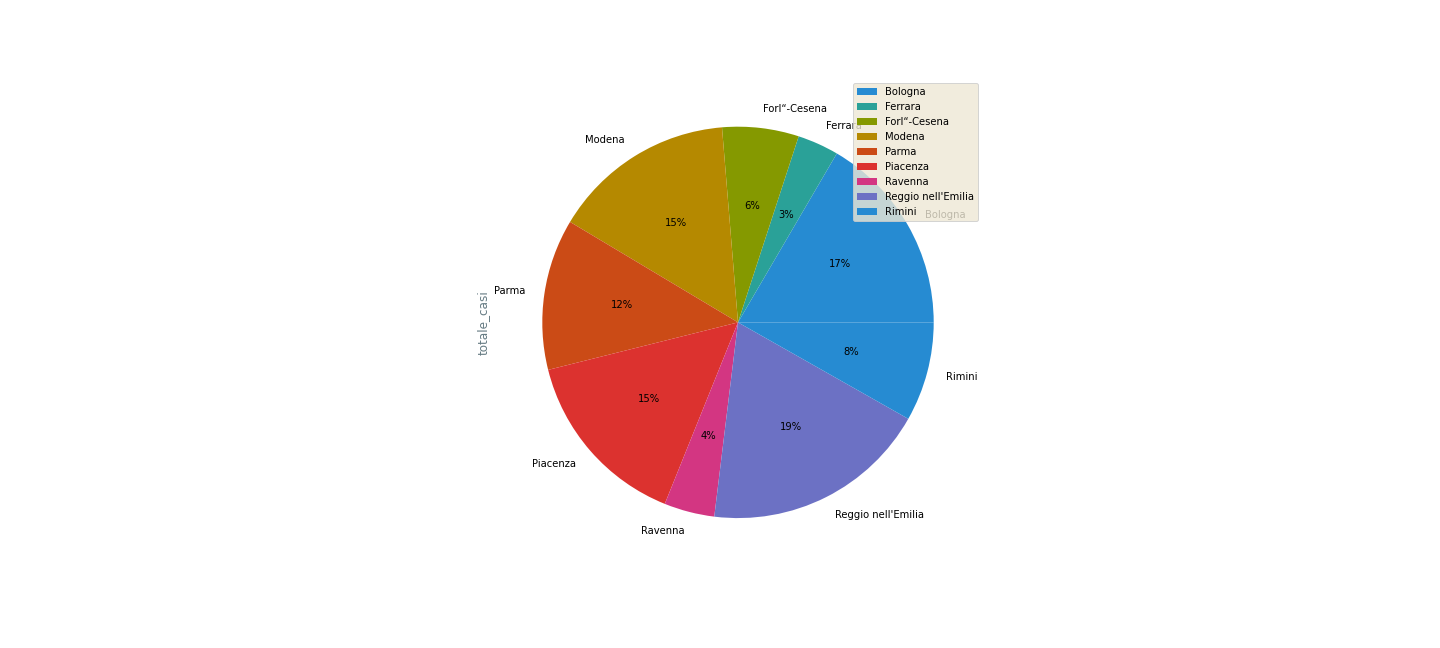 Forl“-Cesena
Ferrara
Modena
Bologna
Parma
Rimini
Piacenza
Reggio nell'Emilia
Ravenna
totale_casi
6%
3%
15%
17%
12%
8%
15%
19%
4%
Bologna
Ferrara
Forl“-Cesena
Modena
Parma
Piacenza
Ravenna
Reggio nell'Emilia
Rimini